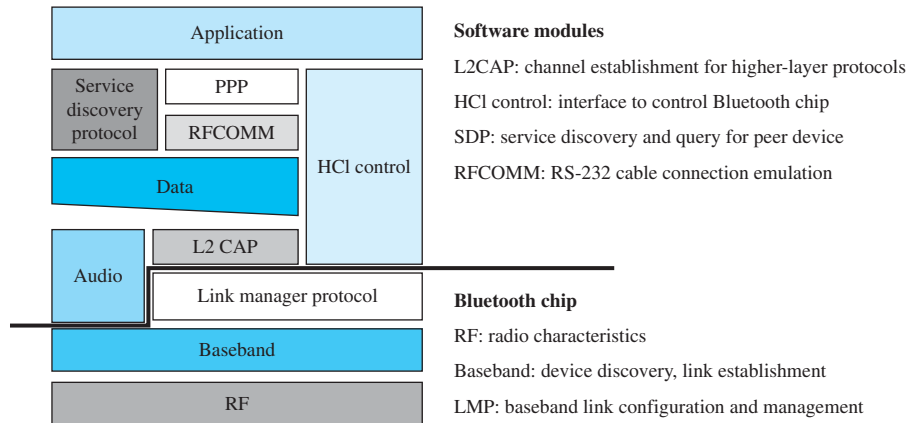 Application
Service
discovery
protocol
PPP
RFCOMM
HCl control
Data
Audio
L2 CAP
Link manager protocol
Baseband
RF
Software modules
L2CAP: channel establishment for higher-layer protocols
HCl control: interface to control Bluetooth chip
SDP: service discovery and query for peer device
RFCOMM: RS-232 cable connection emulation
Bluetooth chip
RF: radio characteristics
Baseband: device discovery, link establishment
LMP: baseband link configuration and management